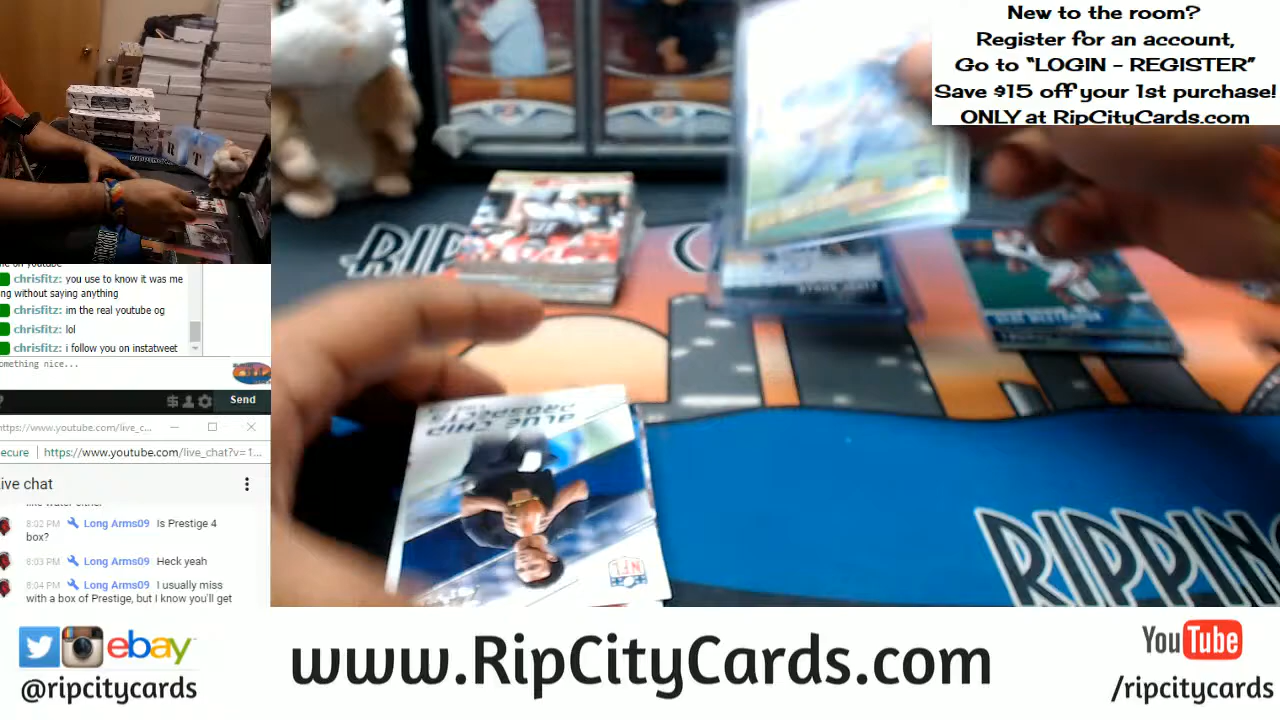 New to the room?
Register for an account,
Go to “LOGIN – REGISTER”
Save $15 off your 1st purchase!
ONLY at RipCityCards.com
chrisfitz: you use to know it was me
ng without saying anything
chrisfitz: im the real youtube og
chrisfitz: lol
chrisfitz: i follow you on instatweet
omething nice...
Send
https://www.youtube.com/live_c...
ecure https://www.youtube.com/live_chat?v=1...
ive chat
8:02 PM Long Arms09 Is Prestige 4
box?
8:03 PM Long Arms09 Heck yeah
8:04 PM Long Arms09 I usually miss
with a box of Prestige, but I know you'll get
BLUE CHIP
PROSPECTS
NFL
RIP
RIPPING
ebay
@ripcitycards
www.RipCityCards.com
YouTube
/ripcitycards